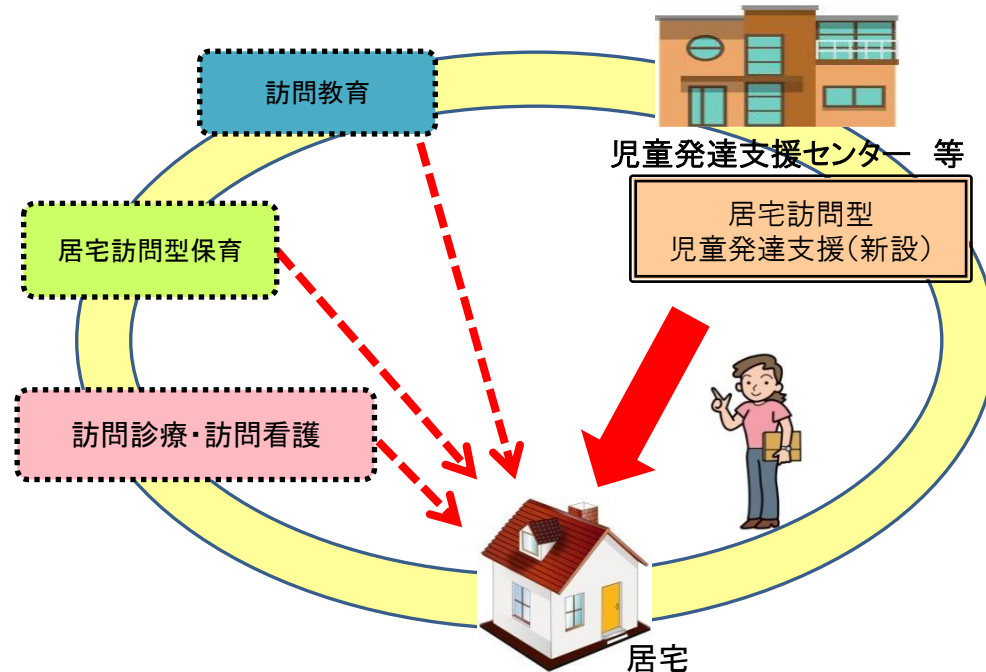 訪問教育
児童発達支援センター 等
居宅訪問型
児童発達支援(新設)
居宅訪問型保育
訪問診療・訪問看護
居宅